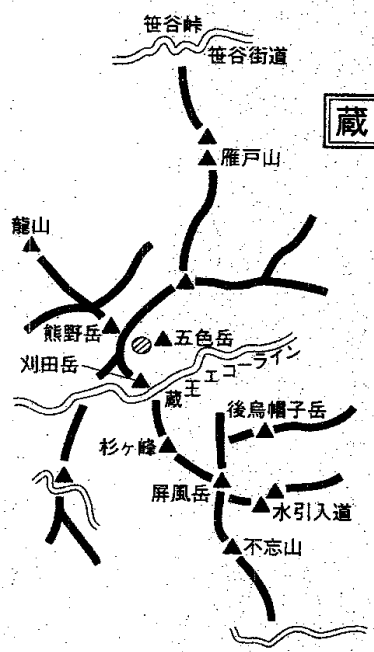 笹谷峠
笹谷街道
蔵
雁戸山
龍山
熊野岳
五色岳
刈田岳
蔵王エコーライン
後烏帽子岳
杉ヶ峰
屏風岳
水引入道
不忘山